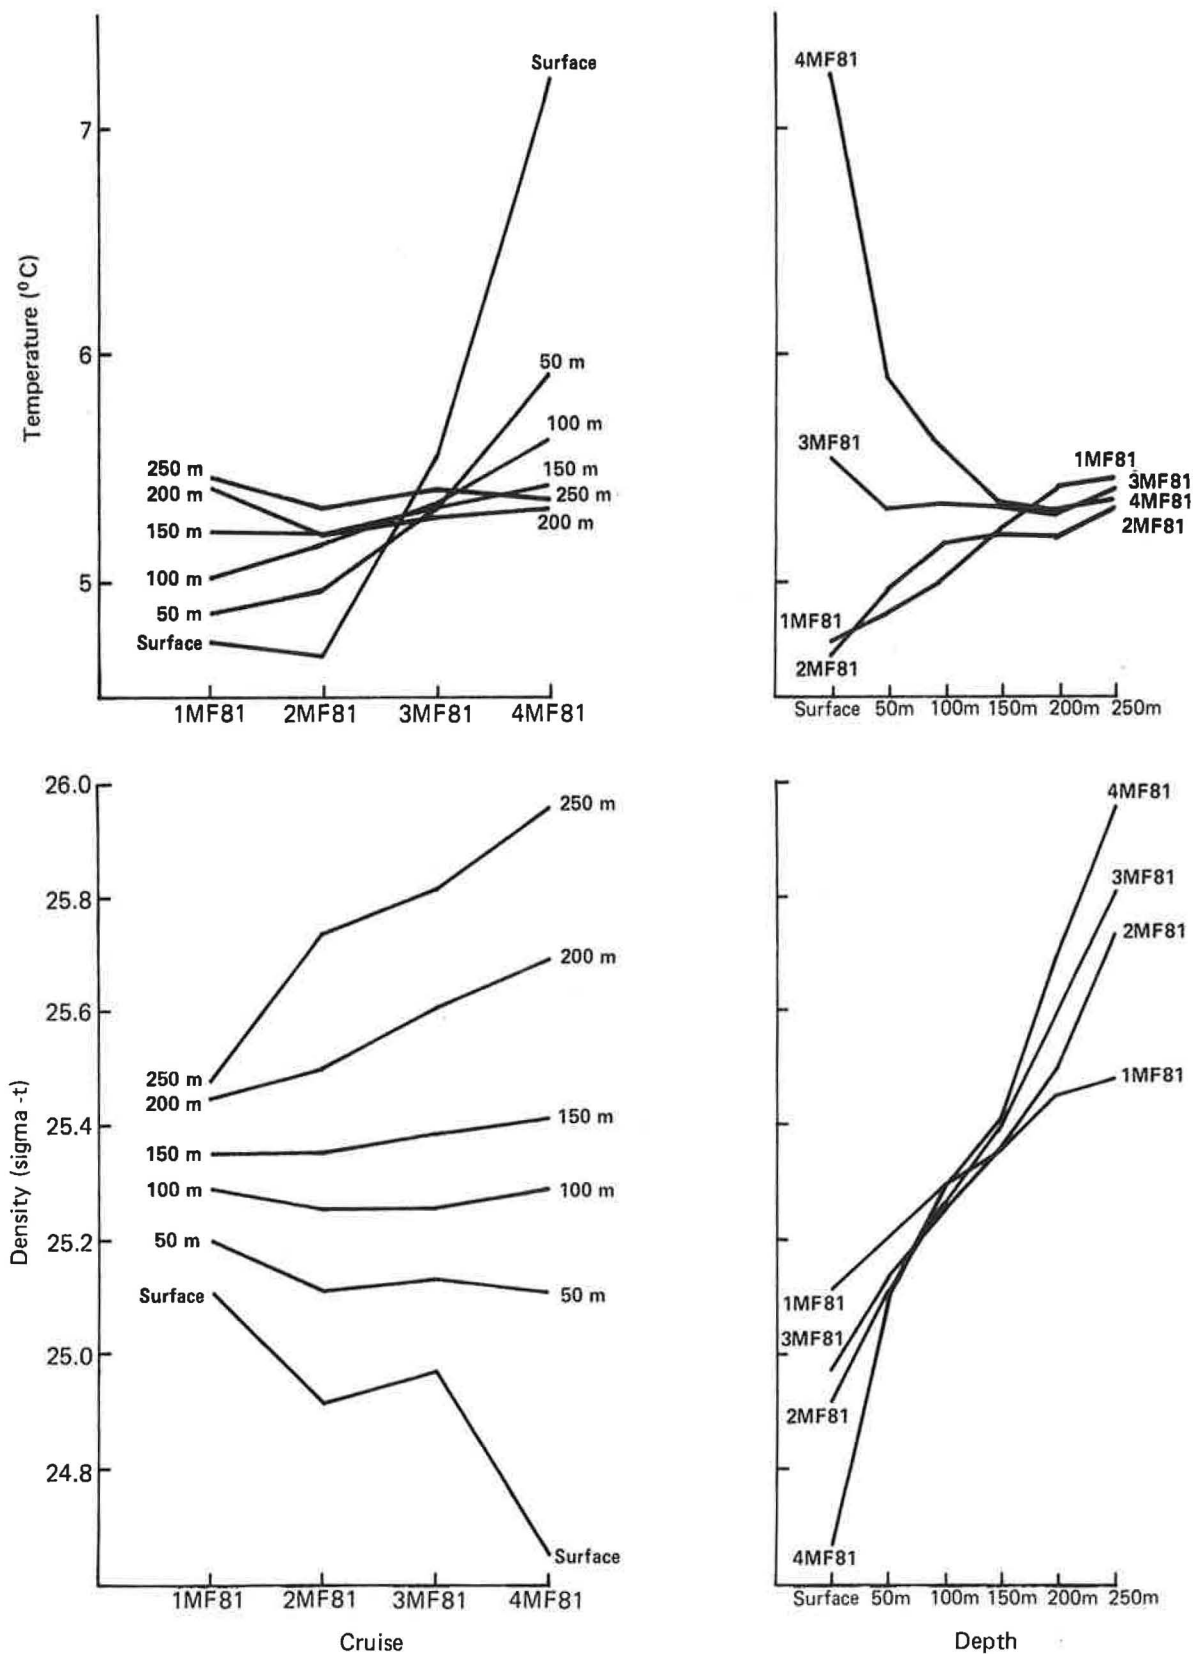 Surface
7
Temperature (ºC)
6
50 m
100 m
250 m
200 m
150 m
250 m
150 m
200 m
100 m
5
50 m
Surface
1MF81 2MF81 3MF81 4MF81
4MF81
3MF81
1MF81
3MF81
4MF81
2MF81
1MF81
2MF81
Surface 50m 100m 150m 200m 250m
26.0
250 m
25.8
200 m
25.6
Density (sigma -t)
250 m
200 m
25.4
150 m
150 m
100 m
100 m
25.2
50 m
Surface
50 m
25.0
24.8
Surface
1MF81 2MF81 3MF81 4MF81
Cruise
4MF81
3MF81
2MF81
1MF81
1MF81
3MF81
2MF81
4MF81
Surface 50m 100m 150m 200m 250m
Depth